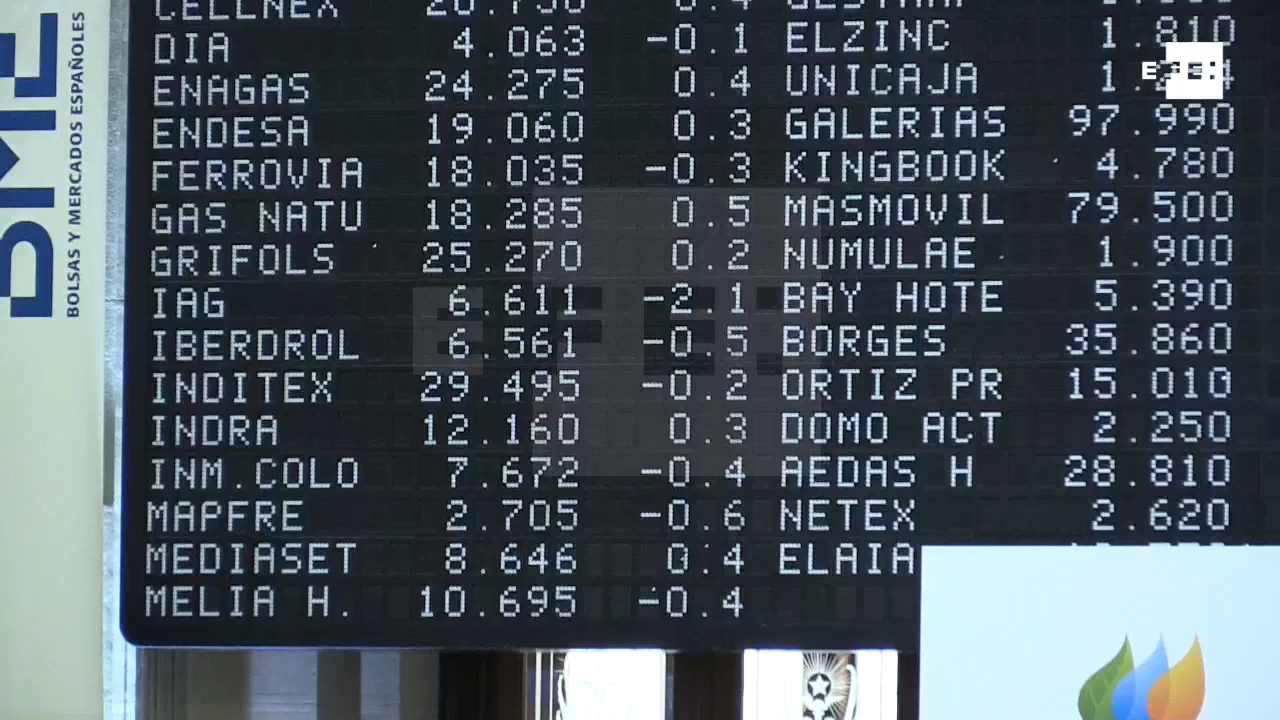 BME
BOLSAS Y MERCADOS ESPAÑOLES
CELLNEX
DIA 4.063 -0.1 ELZINC 1.810
ENAGAS 24.275 0.4 UNICAJA
ENDESA 19.060 0.3 GALERIAS 97.990
FERROVIA 18.035 -0.3 KINGBOOK 4.780
GAS NATU 18.285 0.5 MASMOVIL 79.500
GRIFOLS 25.270 0.2 NUMULAE 1.900
IAG 6.611 -2.1 BAY HOTE 5.390
IBERDROL 6.561 -0.5 BORGES 35.860
INDITEX 29.495 -0.2 ORTIZ PR 15.010
INDRA 12.160 0.3 DOMO ACT 2.250
INM.COLO 7.672 -0.4 AEDAS H 28.810
MAPFRE 2.705 -0.6 NETEX 2.620
MEDIASET 8.646 0.4 ELAIA
MELIA H. 10.695 -0.4
EFE:
EFE: